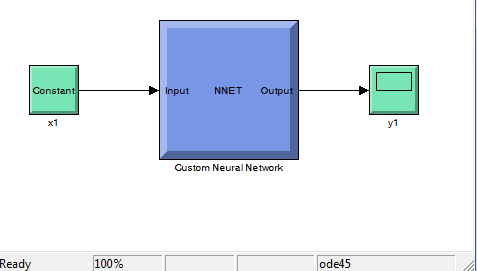 Constant
Input NNET Output
x1
y1
Custom Neural Network
Ready 100% ode45